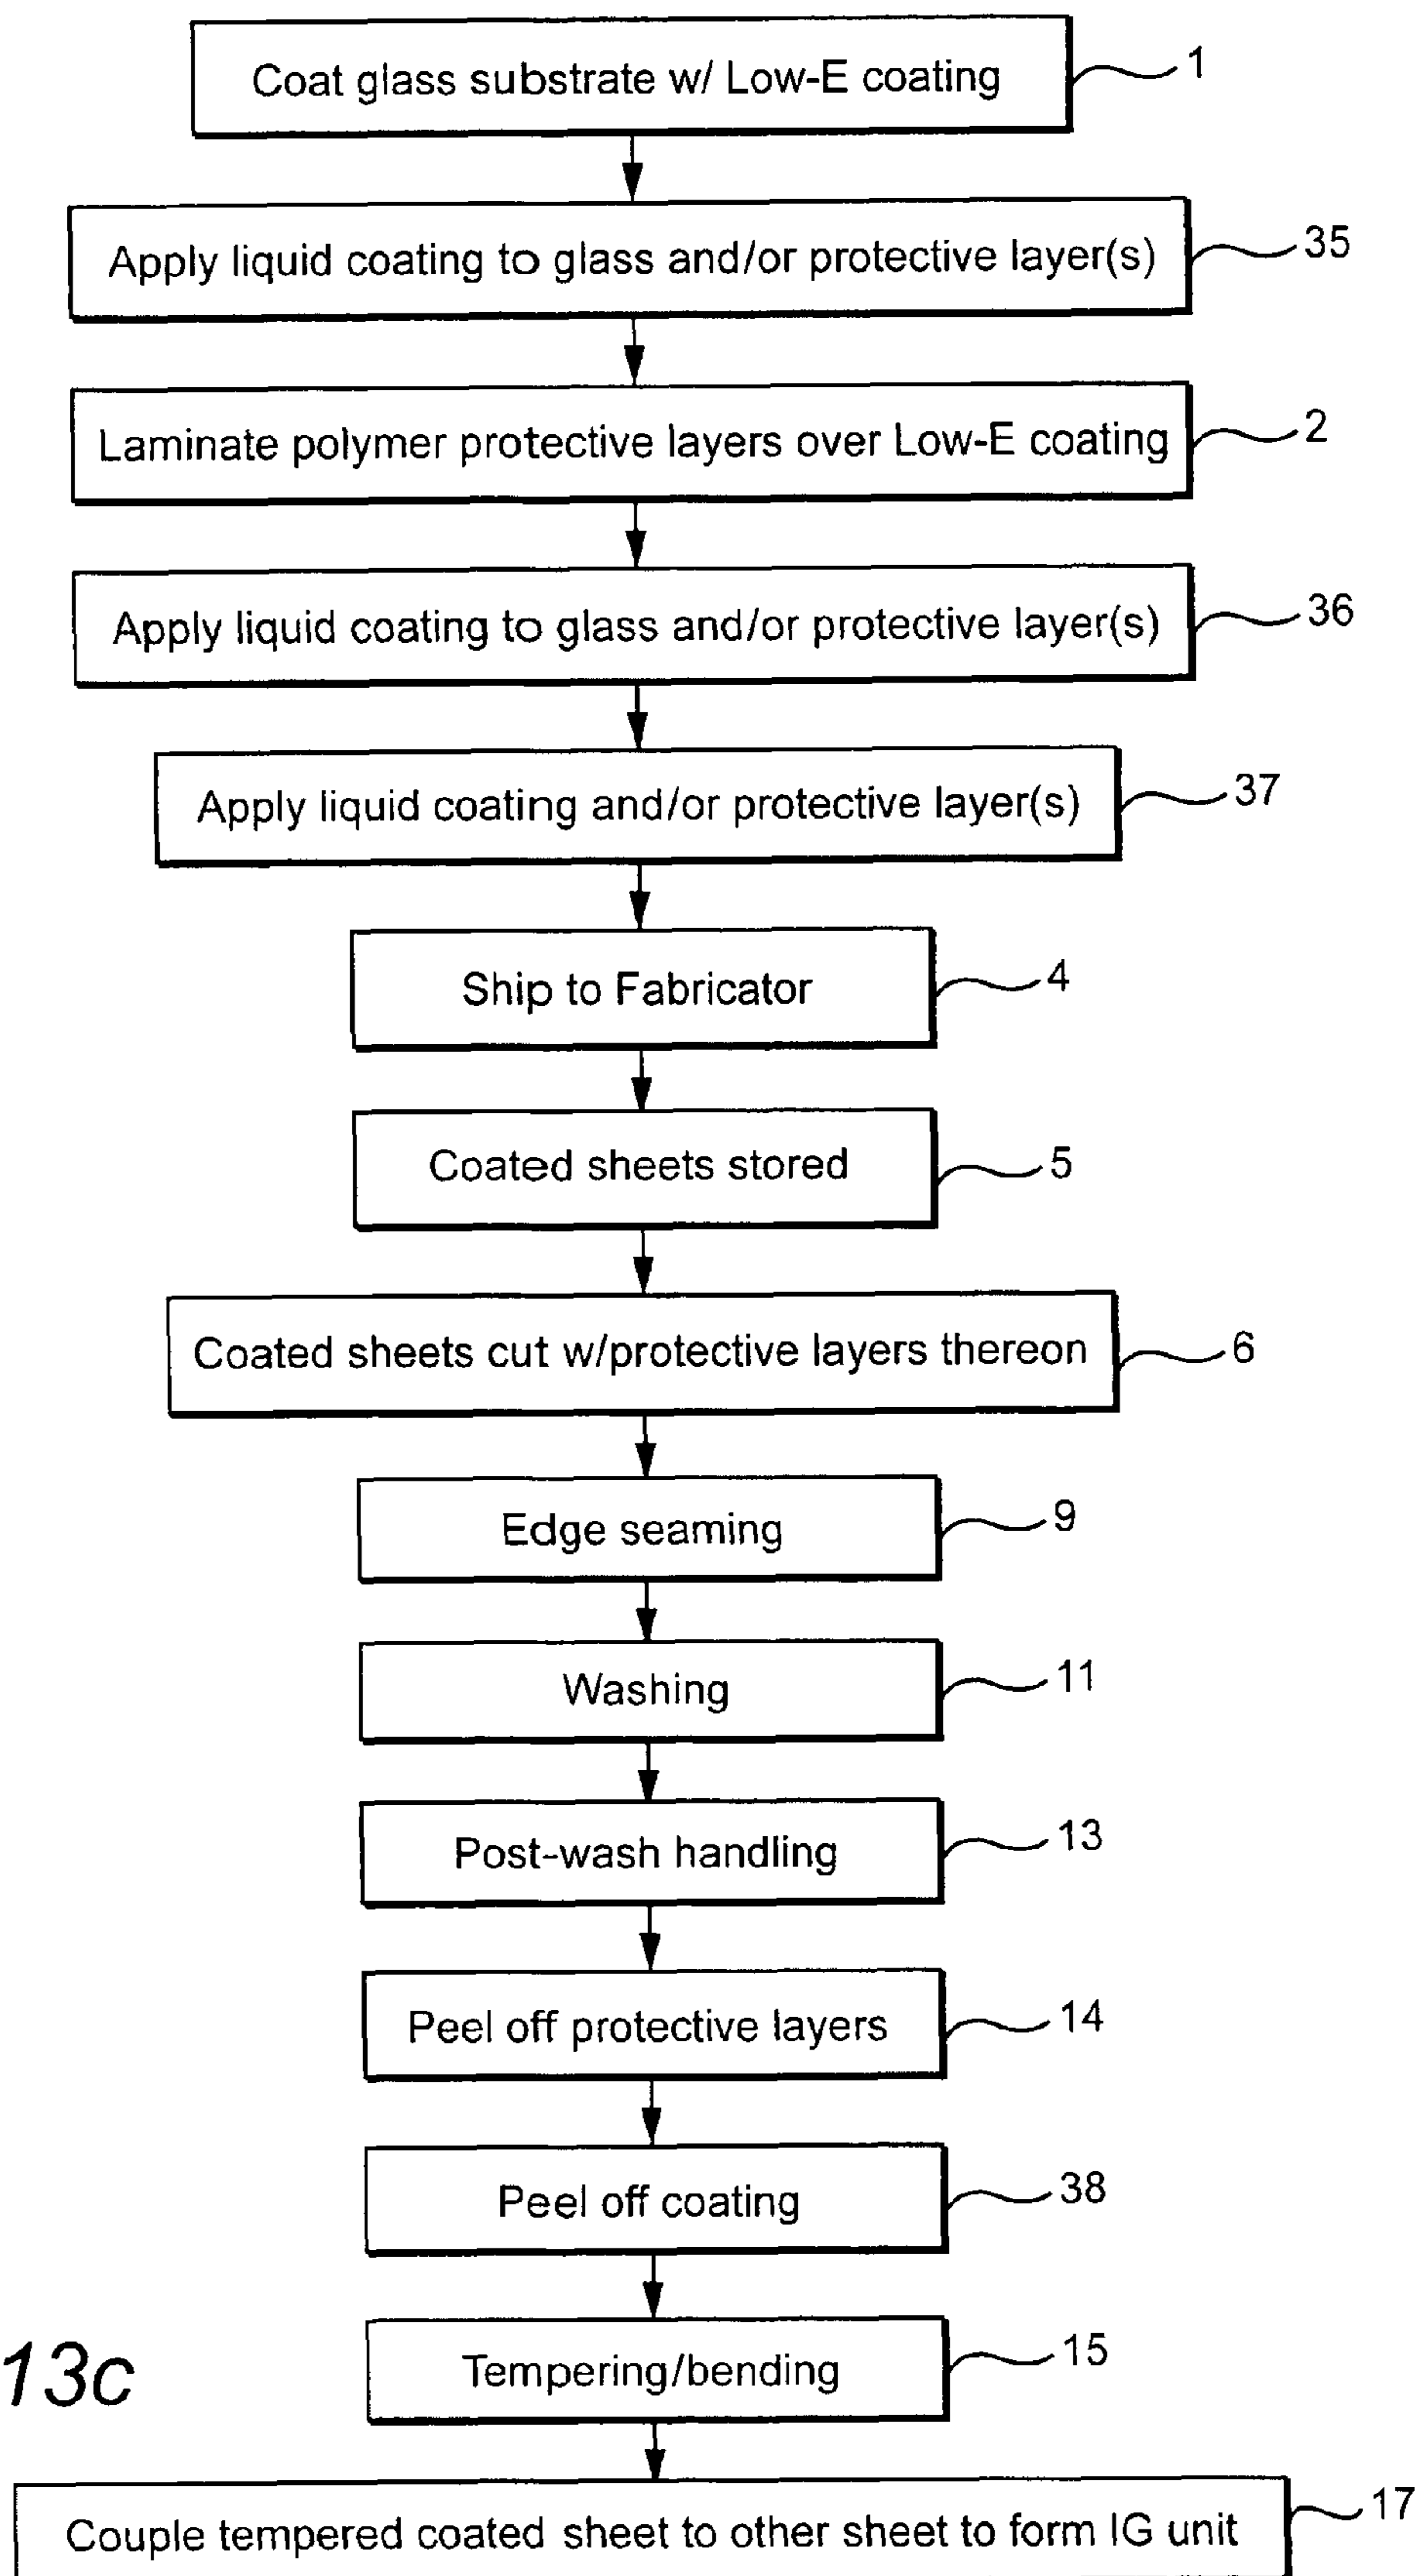 Coat glass substrate w/ Low-E coating
1
Apply liquid coating to glass and/or protective layer(s)
35
Laminate polymer protective layers over Low-E coating
2
Apply liquid coating to glass and/or protective layer(s)
36
Apply liquid coating and/or protective layer(s)
37
Ship to Fabricator
4
Coated sheets stored
5
Coated sheets cut w/protective layers thereon
6
Edge seaming
9
Washing
11
Post-wash handling
13
Peel off protective layers
14
Peel off coating
38
Tempering/bending
15
13c
Couple tempered coated sheet to other sheet to form IG unit
17